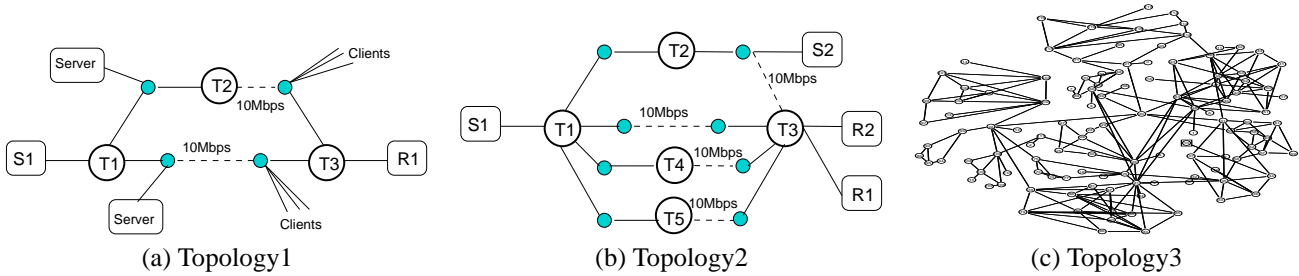 Server
T2
Clients
10Mbps
S1
T1
10Mbps
T3
R1
Server
Clients
(a) Topology1
T2
S2
10Mbps
S1
T1
10Mbps
T3
R2
T4
10Mbps
R1
T5
10Mbps
(b) Topology2
(c) Topology3